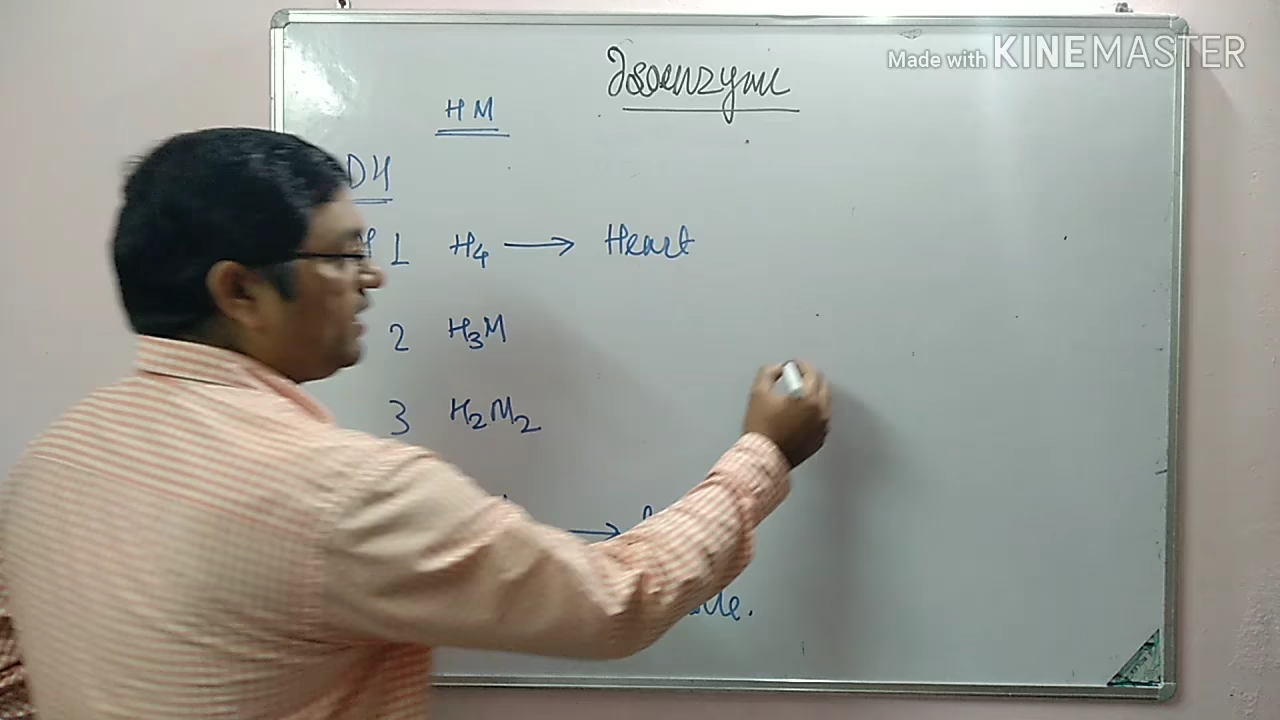 Made with KINEMASTER
Isoenzyme
HM
DH
1 H4 → Heart
2 H3M
3 H2M2
→